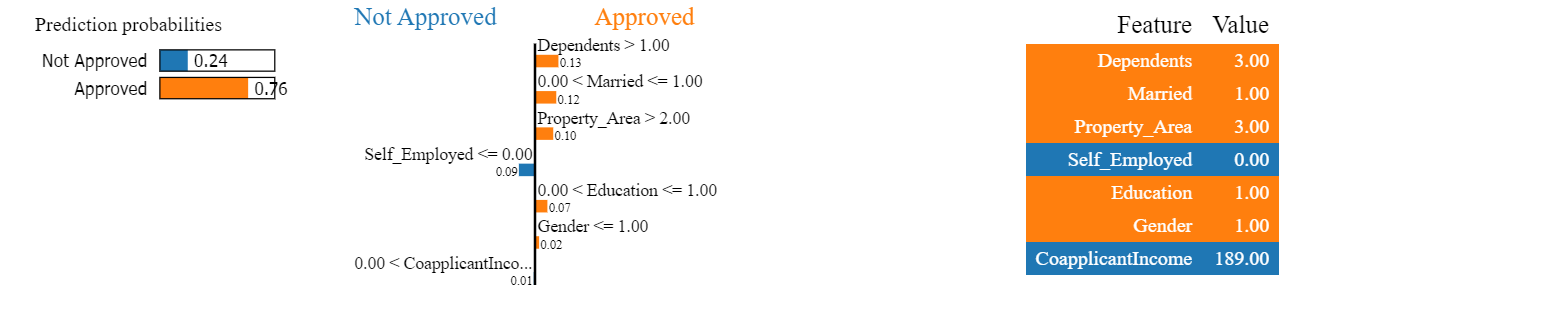 Prediction probabilities
Not Approved 0.24
Approved 0.76
Not Approved Approved
Dependents > 1.00
0.13
0.00 < Married <= 1.00
0.12
Property_Area > 2.00
0.10
Self_Employed <= 0.00
0.09
0.00 < Education <= 1.00
0.07
Gender <= 1.00
0.02
0.00 < CoapplicantInco...
0.01
Feature Value
Dependents 3.00
Married 1.00
Property_Area 3.00
Self_Employed 0.00
Education 1.00
Gender 1.00
CoapplicantIncome 189.00